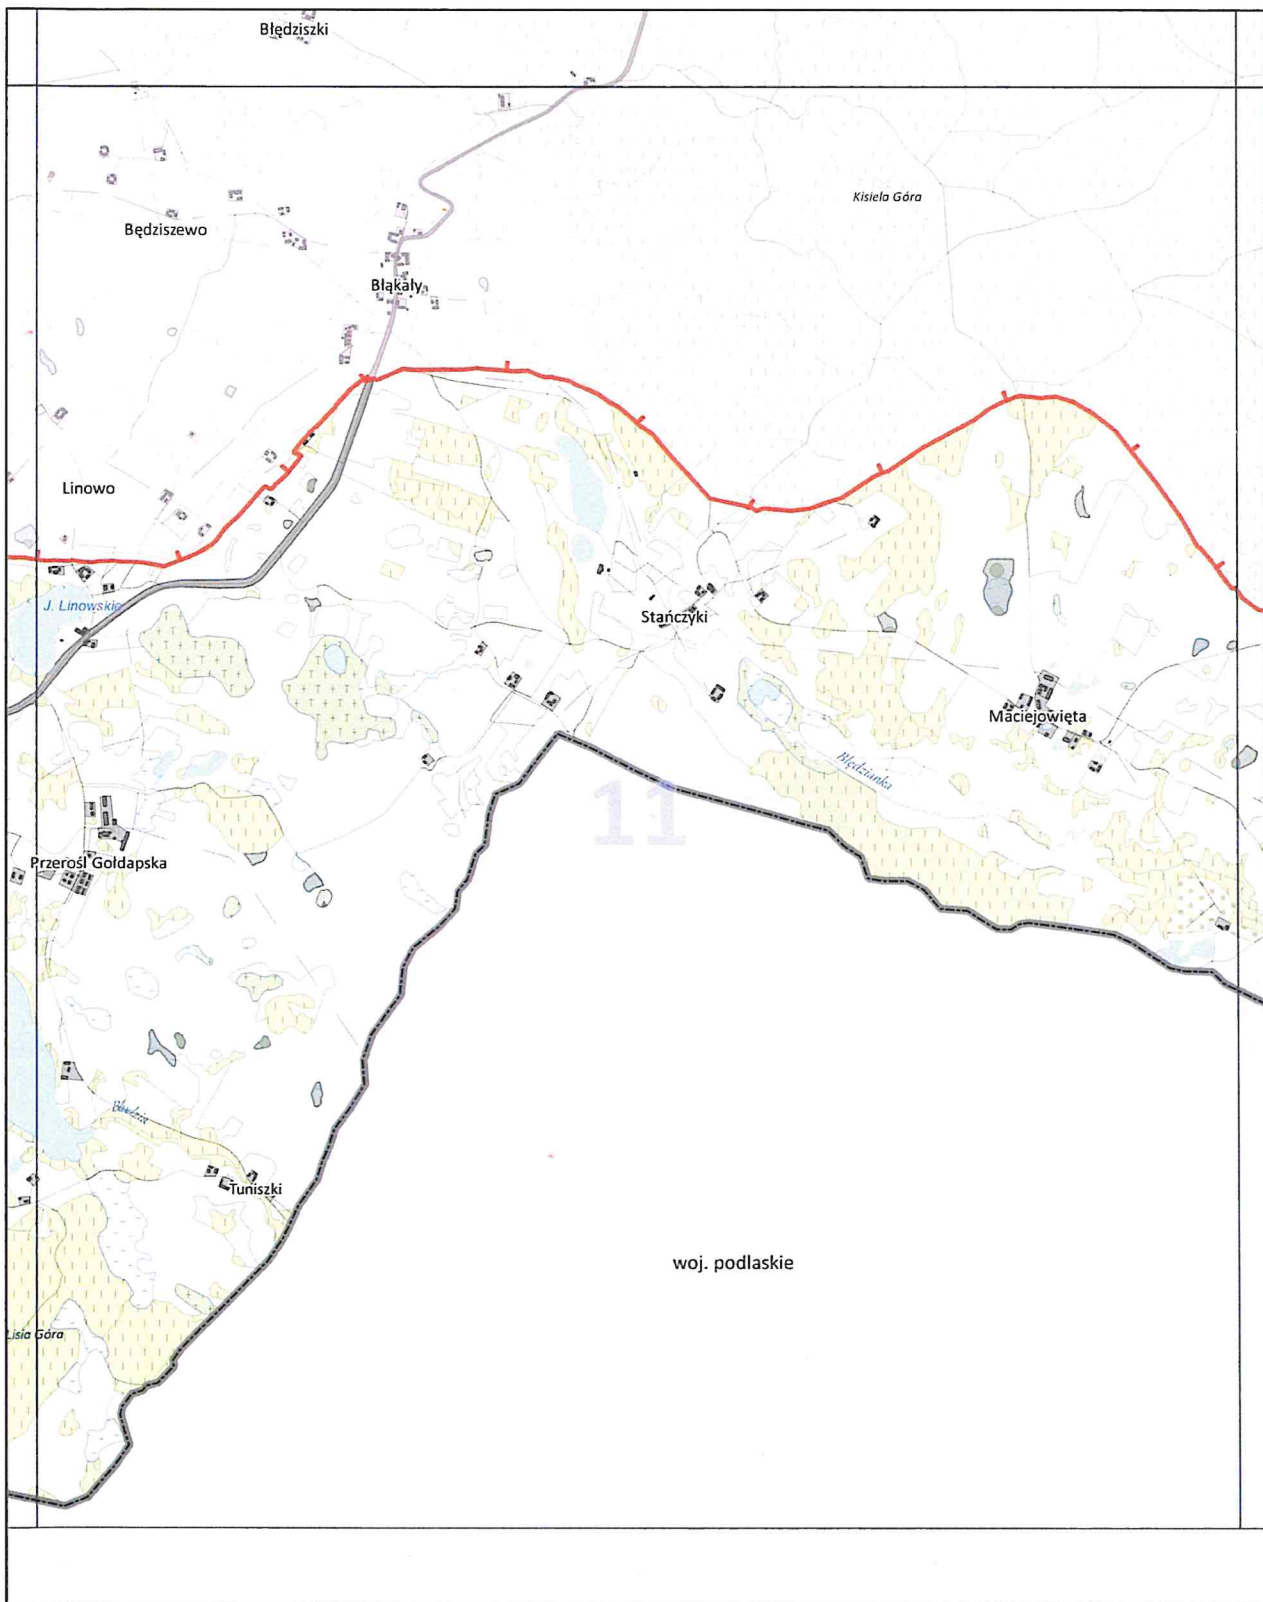 Błędziszki
Kisiela Góra
Będziszewo
Błąkały
Linowo
J. Linowskie
Stańczyki
Maciejowięta
Błędzianka
11
Przerośl Gołdapska
Tuniszki
woj. podlaskie
Lisia Góra